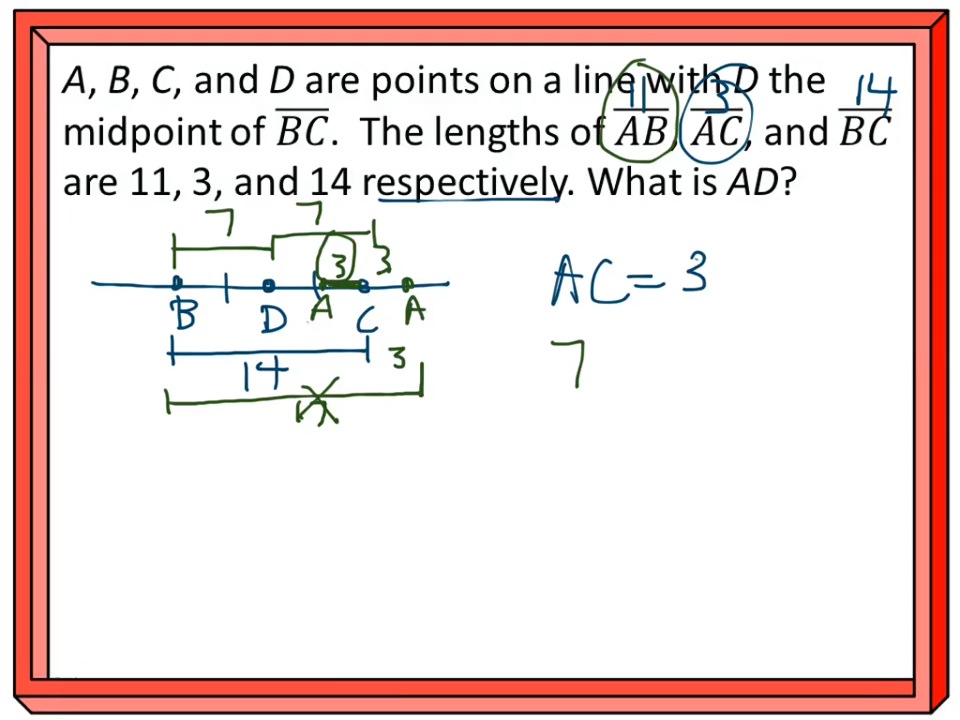 A, B, C, and D are points on a line with D the
11 3 14
midpoint of BC. The lengths of AB, AC, and BC
are 11, 3, and 14 respectively. What is AD?
7 7
3 3
AC = 3
B D A C A
7
14 3